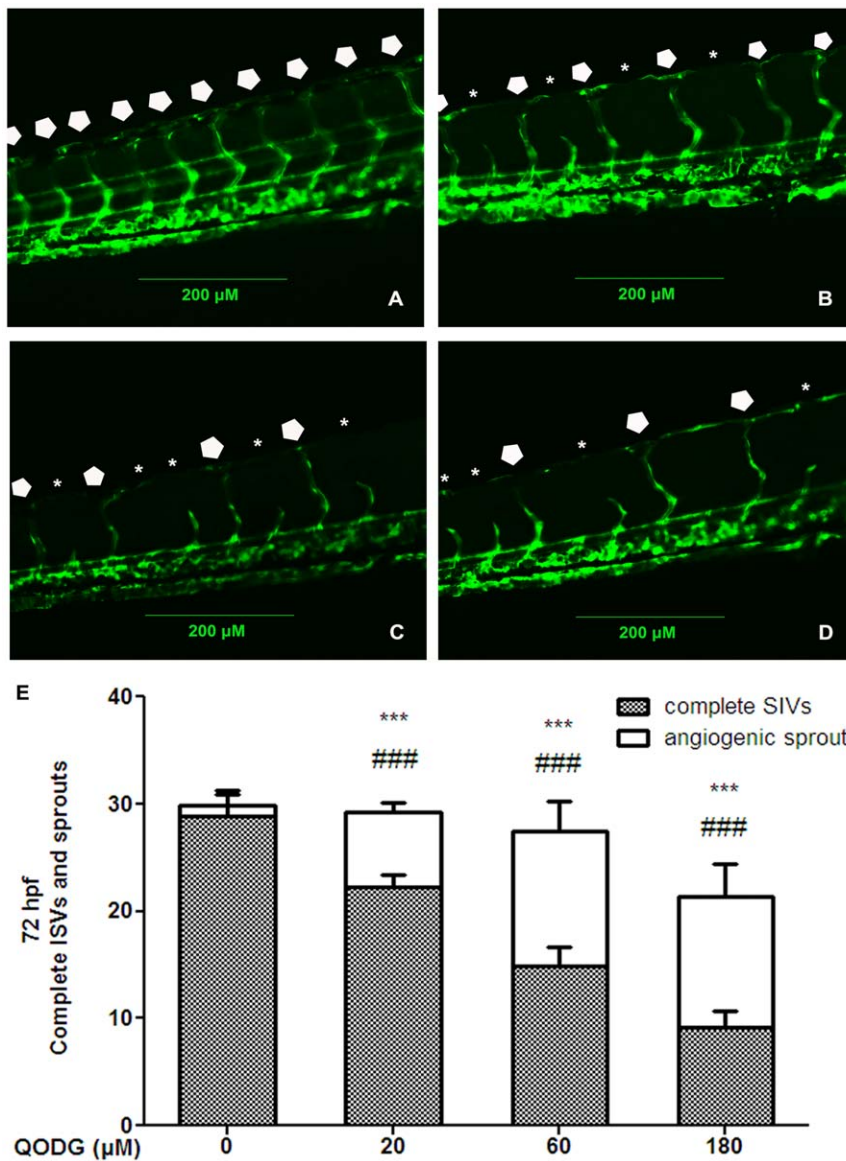 200 μM
A
200 μM
B
* * * *
200 μM
C
* * * * *
200 μM
D
* * * *
E
40
30
20
10
0
72 hpf
Complete ISVs and sprouts
complete SIVs
angiogenic sprout
***
###
***
###
***
###
QODG (μM) 0 20 60 180